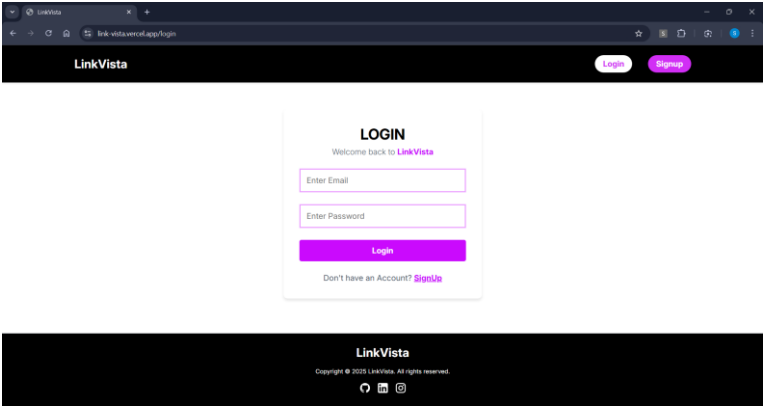 LinkVista
link-vista.vercel.app/login
LinkVista
Login
Signup
LOGIN
Welcome back to LinkVista
Enter Email
Enter Password
Login
Don't have an Account? SignUp
LinkVista
Copyright © 2025 LinkVista. All rights reserved.